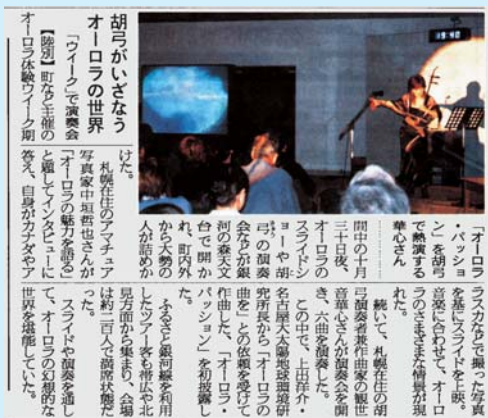 胡弓がいざなう
オーロラの世界
「ウイーク」で演奏会
【陸別】町など主催の
オーロラ体験ウイーク期
間中の十月
三十日夜、
オーロラの
スライドシ
ョーや胡
弓の演奏
会などが銀
河の森天文
台で開か
れ、町内外
から大勢の
人が詰めか
けた。
札幌在住のアマチュア
写真家中垣哲也さんが
「オーロラの魅力を語る」
と題してインタビューに
答え、自身がカナダやア
ラスカなどで撮った写真
を基にスライドを上映。
音楽に合わせて、オーロ
ラのさまざまな情景が現
れた。
続いて、札幌在住の胡
弓演奏者兼作曲家の観世
音華心さんが演奏会を開
き、六曲を演奏した。
この中で、上出洋介・
名古屋大太陽地球環境研
究所長から「オーロラの
曲を」との依頼を受けて
作曲した、「オーロラ・
パッション」を初披露し
た。
ふるさと銀河線を利用
したツアー客も帯広や北
見方面から集まり、会場
は約二百人で満席状態だ
った。
スライドや演奏を通し
て、オーロラの幻想的な
世界を堪能していた。
「オーロラ
・パッショ
ン」を胡弓
で熱演する
華心さん
19:40